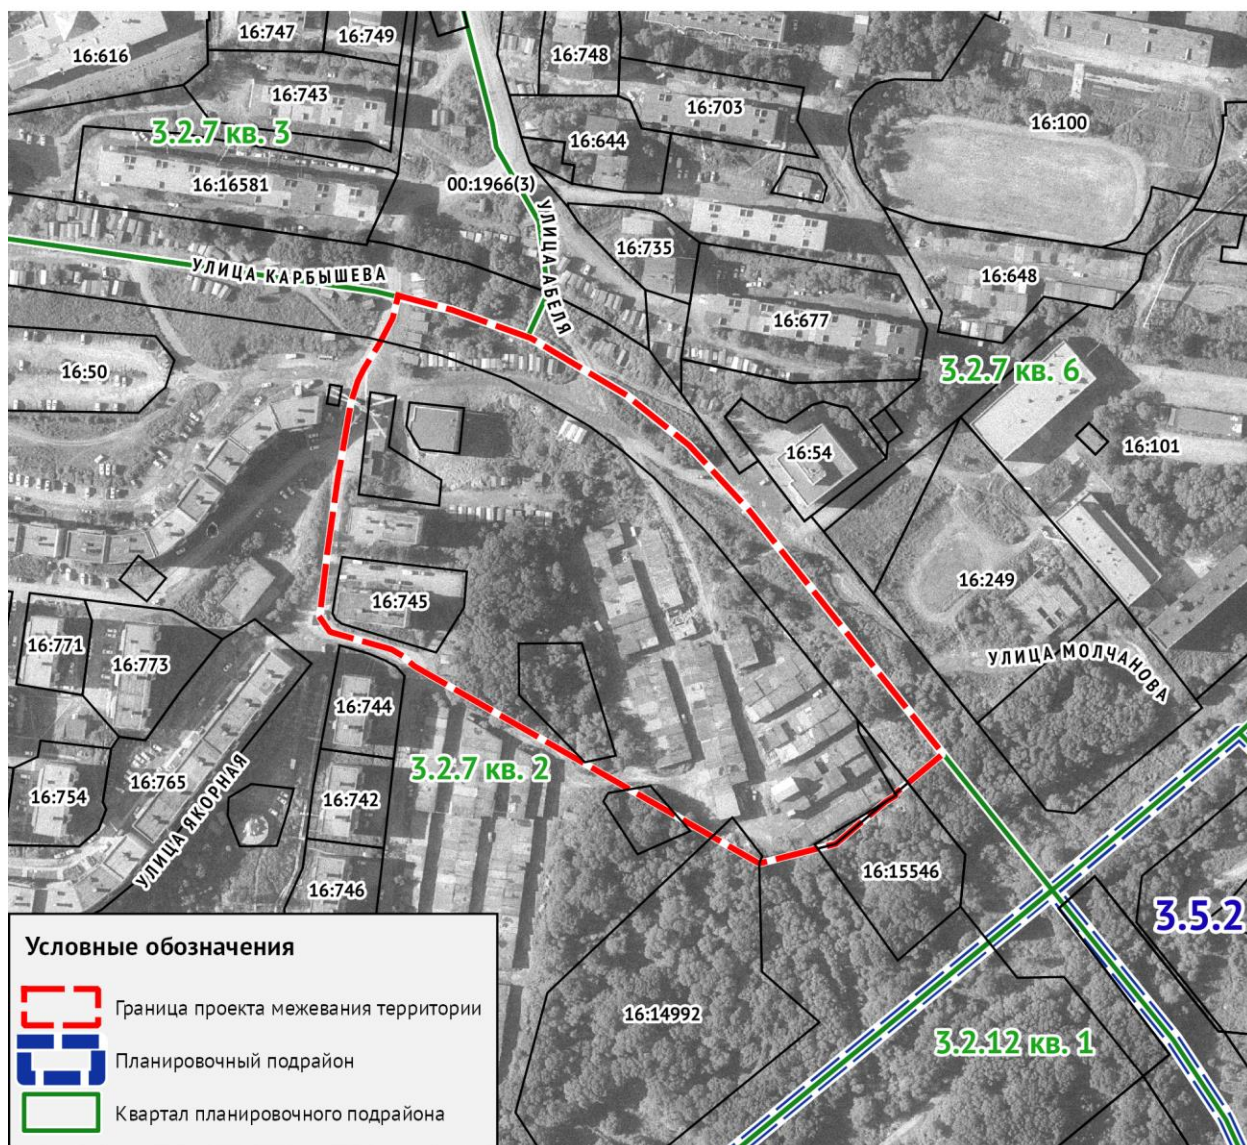 16:747
16:749
16:616
16:748
16:743
16:703
16:100
3.2.7 кв. 3
16:644
16:16581
00:1966(3)
УЛИЦА АБЕЛЯ
16:735
УЛИЦА КАРБЫШЕВА
16:648
16:677
16:50
3.2.7 кв. 6
16:54
16:101
16:249
16:745
16:771
16:773
УЛИЦА МОЛЧАНОВА
16:744
3.2.7 кв. 2
16:754
16:765
16:742
УЛИЦА ЯКОРНАЯ
16:746
16:15546
3.5.2
16:14992
3.2.12 кв. 1
Условные обозначения
Граница проекта межевания территории
Планировочный подрайон
Квартал планировочного подрайона